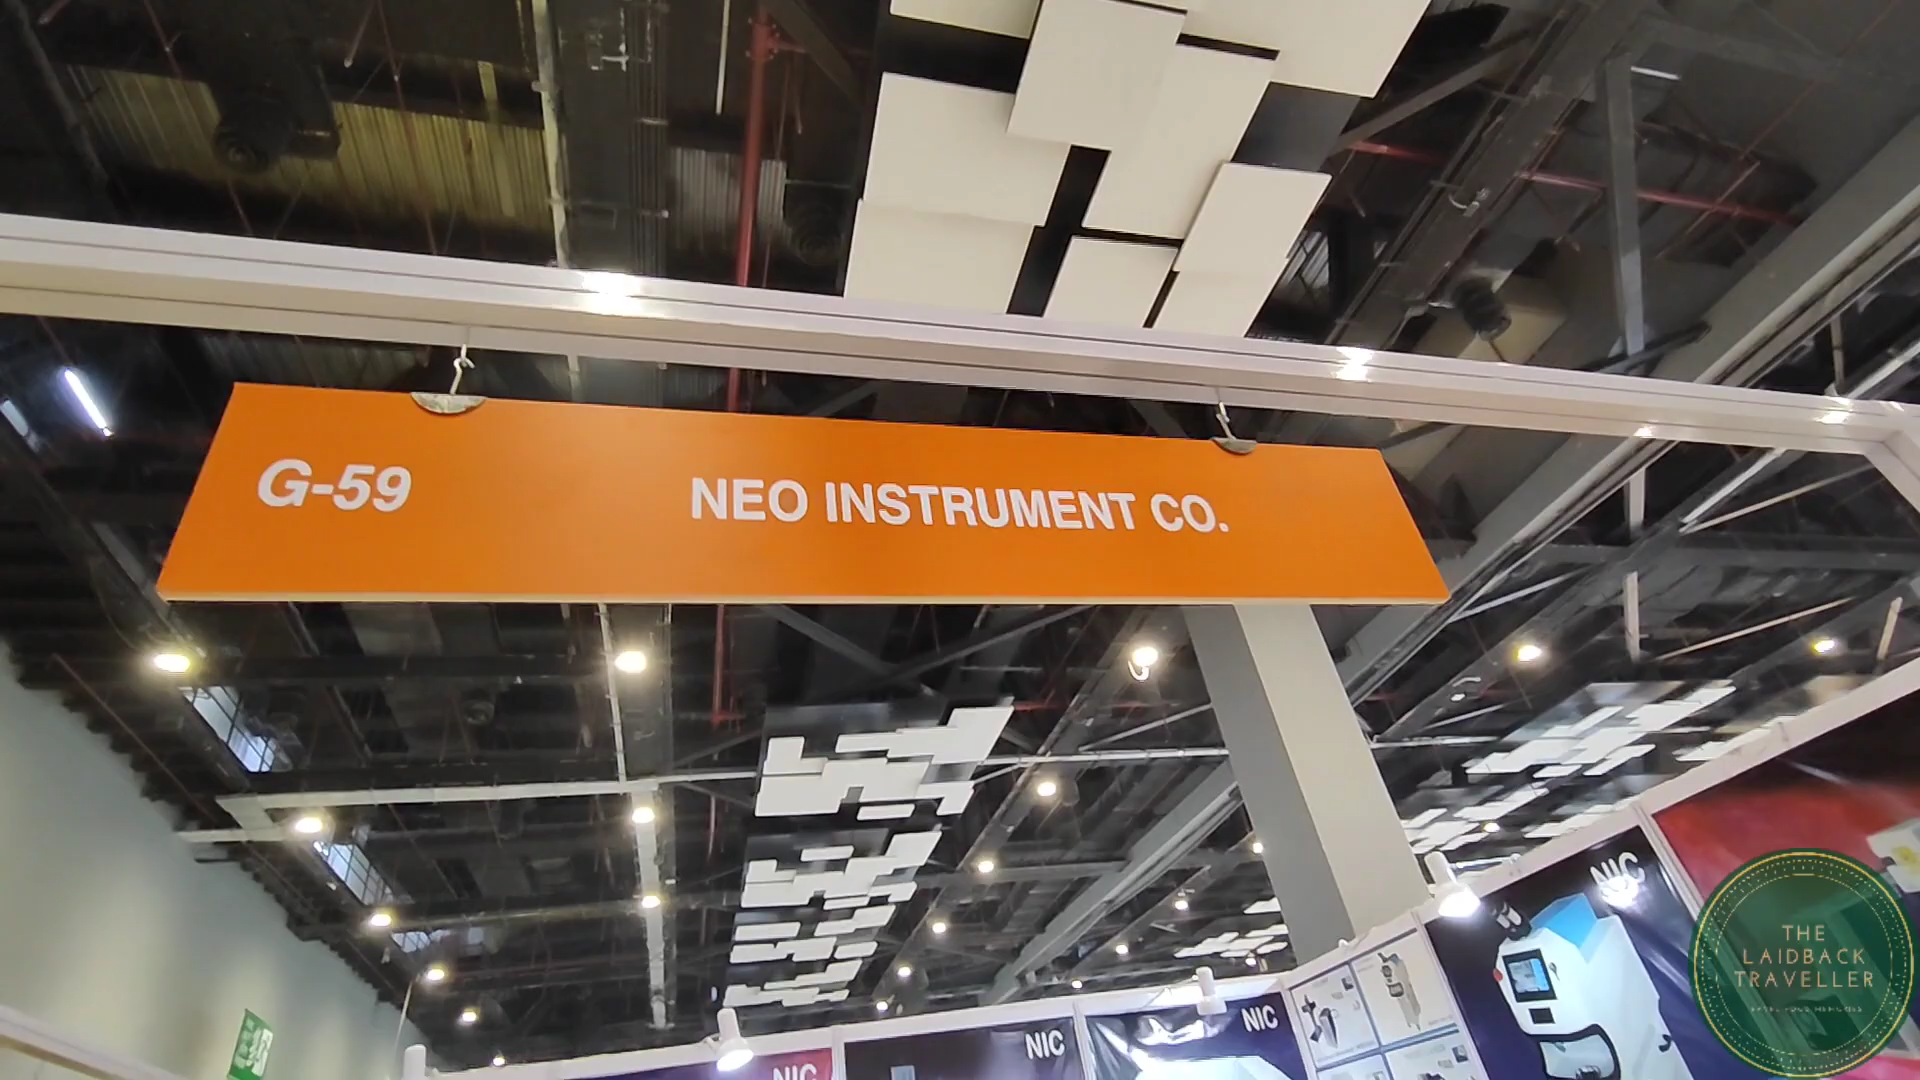 G-59
NEO INSTRUMENT CO.
NIC
NIC
NIC
NIC
THE
LAIDBACK
TRAVELLER